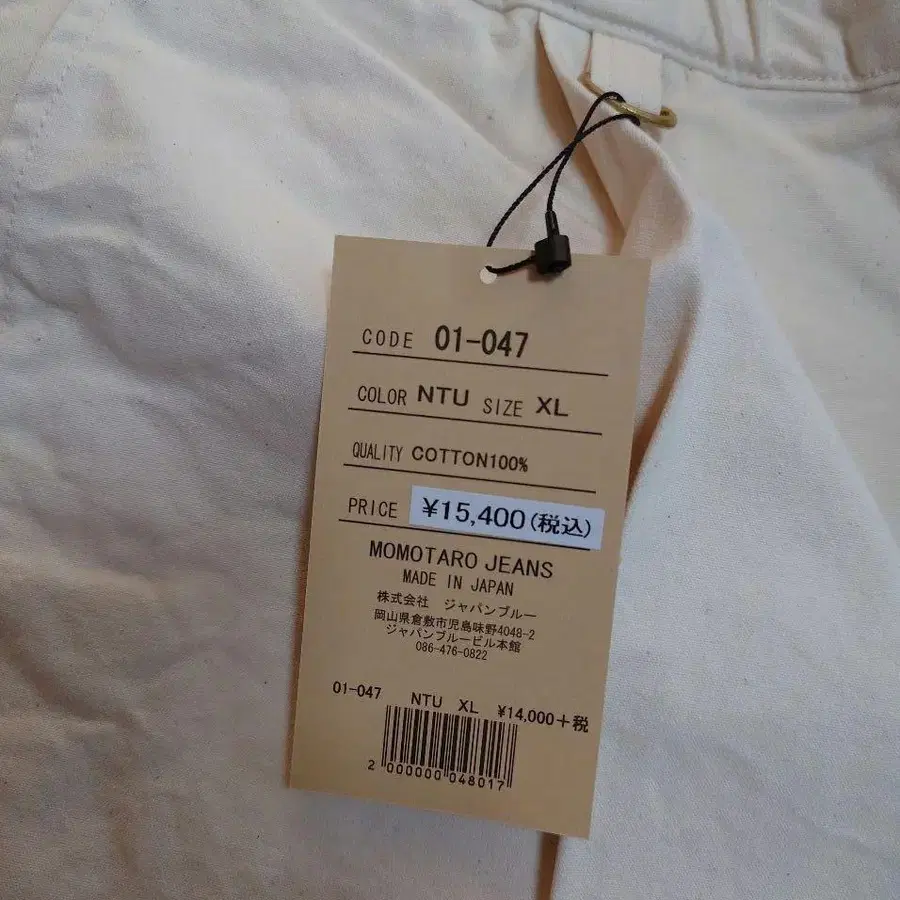 CODE 01-047
COLOR NTU SIZE XL
QUALITY COTTON100%
PRICE ¥15,400(税込)
MOMOTARO JEANS
MADE IN JAPAN
株式会社 ジャパンブルー
岡山県倉敷市児島味野4048-2
ジャパンブルービル本館
086-476-0822
01-047 NTU XL ¥14,000+税
2 000000 048017